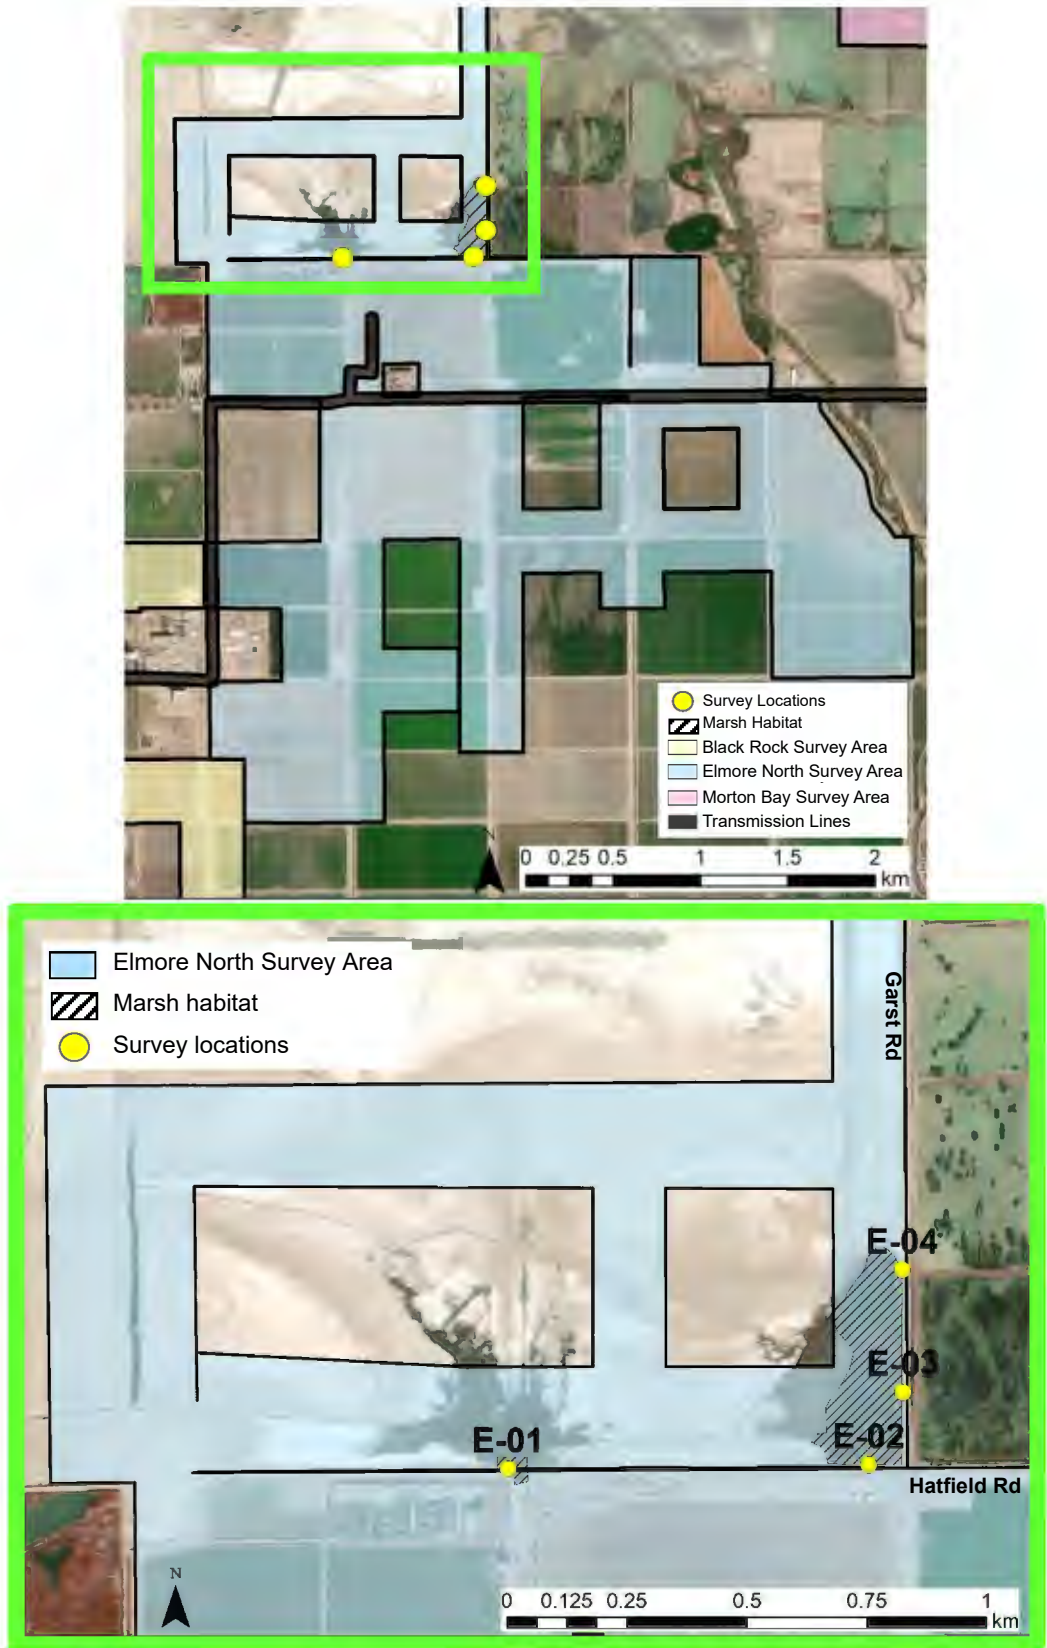 Survey Locations
Marsh Habitat
Black Rock Survey Area
Elmore North Survey Area
Morton Bay Survey Area
Transmission Lines
N
0 0.25 0.5 1 1.5 2
km
Elmore North Survey Area
Marsh habitat
Survey locations
Garst Rd
E-04
E-03
E-01
E-02
Hatfield Rd
N
0 0.125 0.25 0.5 0.75 1
km